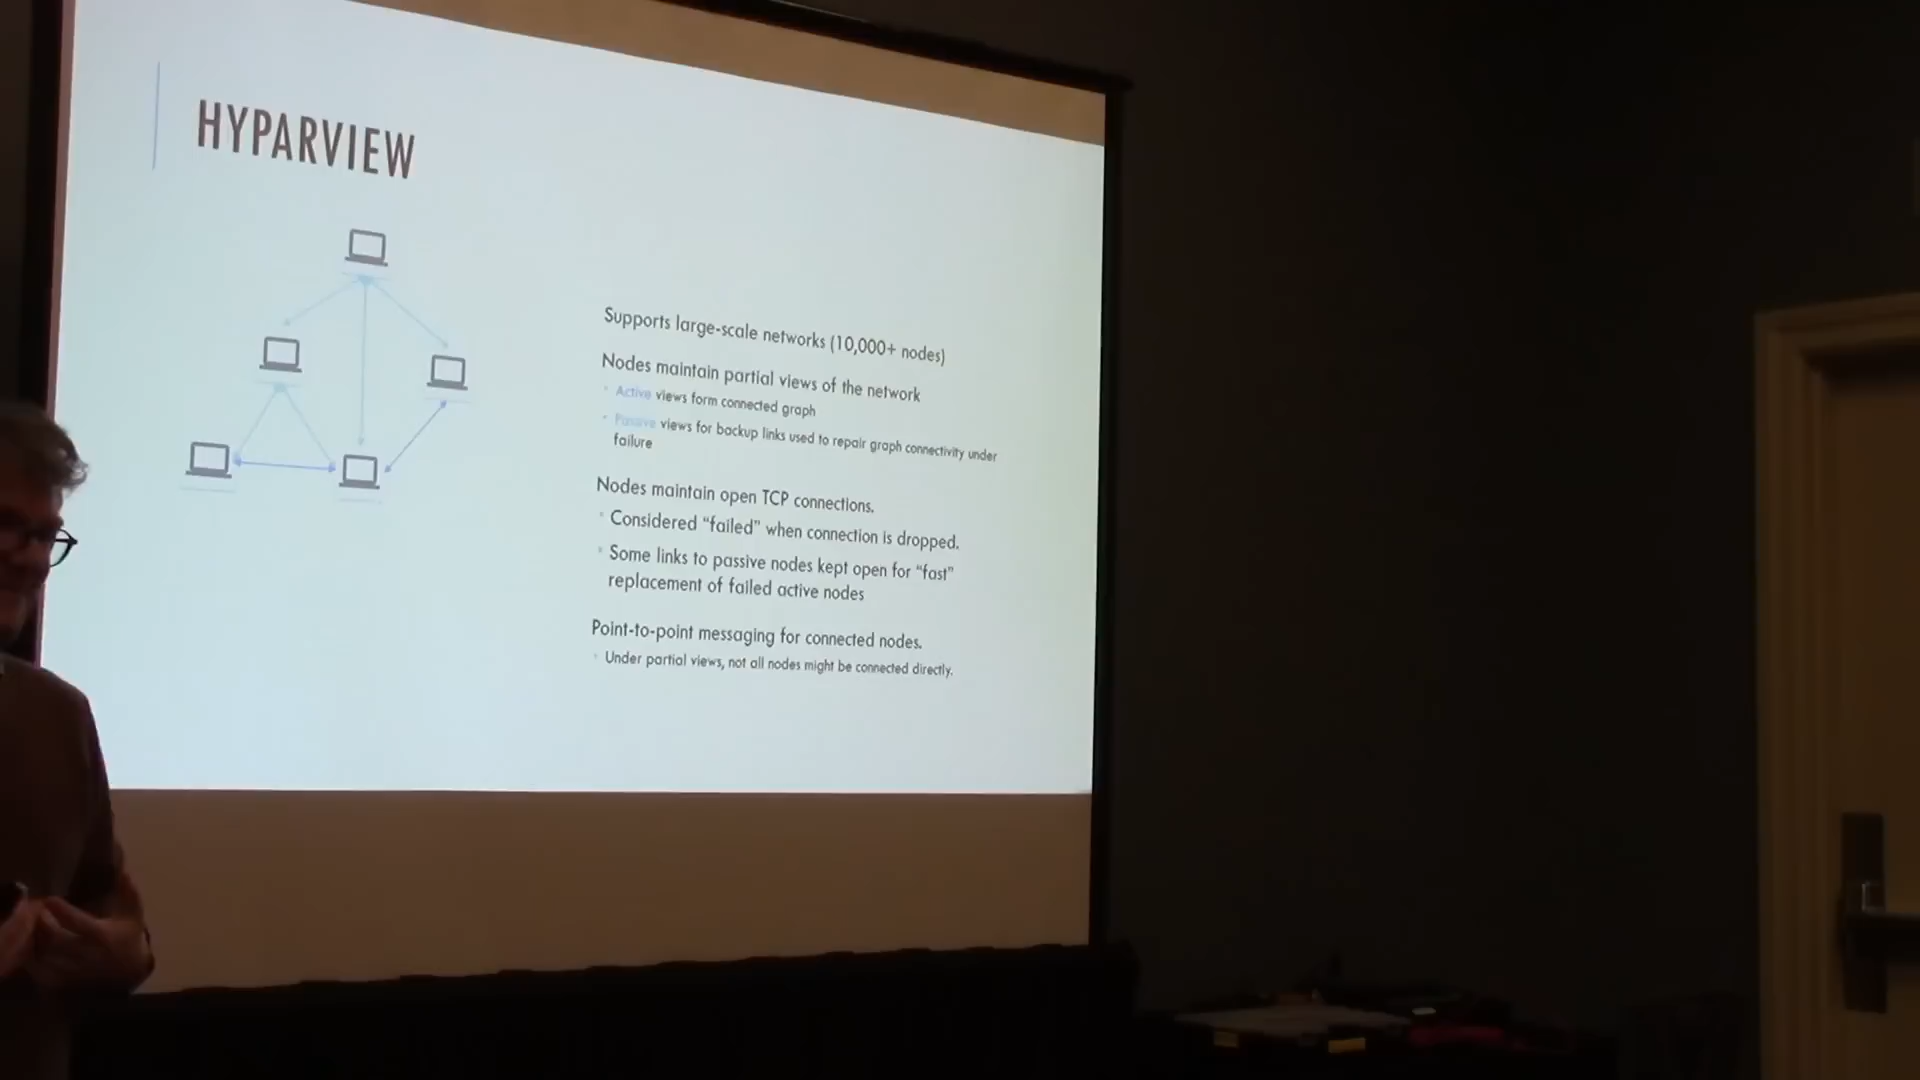 HYPARVIEW
Supports large-scale networks (10,000+ nodes)
Nodes maintain partial views of the network
Active views form connected graph
Passive views for backup links used to repair graph connectivity under
failure
Nodes maintain open TCP connections.
Considered “failed” when connection is dropped.
Some links to passive nodes kept open for “fast”
replacement of failed active nodes
Point-to-point messaging for connected nodes.
Under partial views, not all nodes might be connected directly.